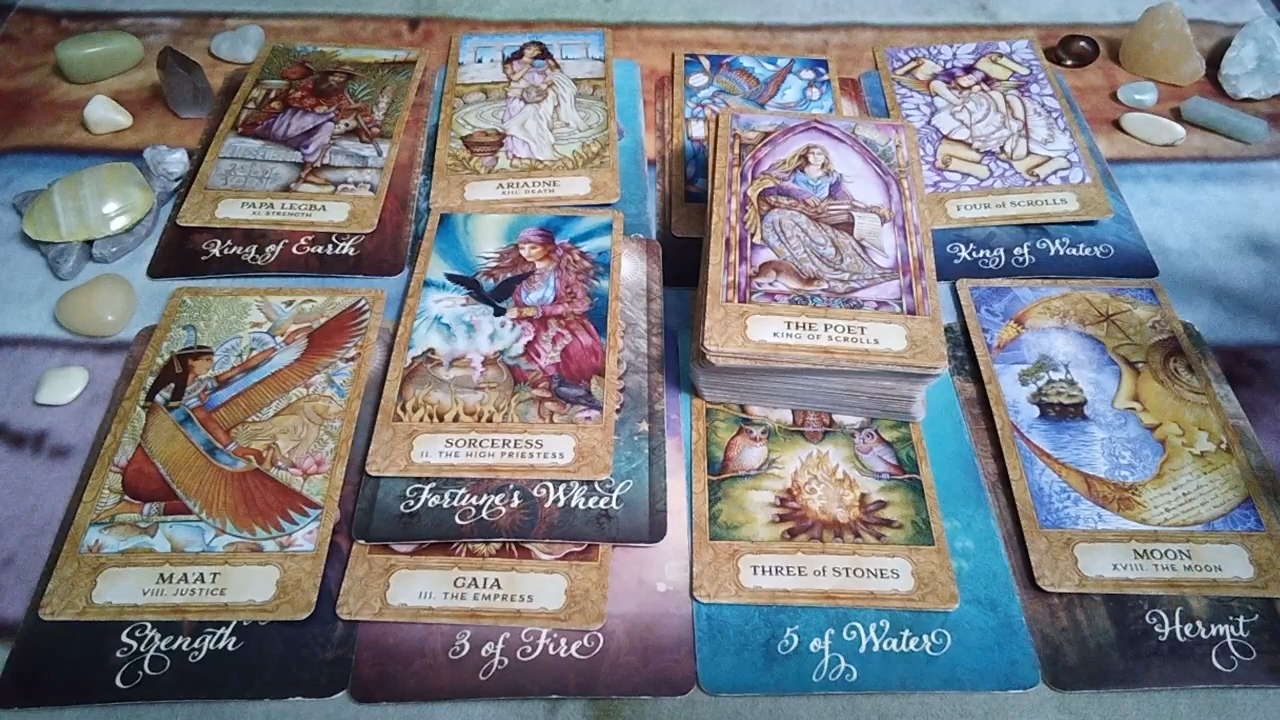 PAPA LEGBA
XI. STRENGTH
King of Earth
ARIADNE
XIII. DEATH
FOUR of SCROLLS
King of Water
THE POET
KING OF SCROLLS
SORCERESS
II. THE HIGH PRIESTESS
Fortune's Wheel
MA'AT
VIII. JUSTICE
Strength
GAIA
III. THE EMPRESS
3 of Fire
THREE of STONES
5 of Water
MOON
XVIII. THE MOON
Hermit